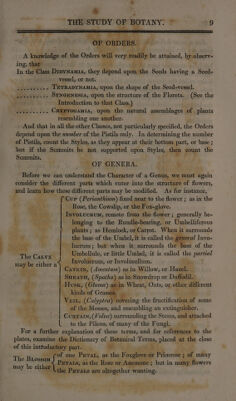 THE STUDY OF BOTANY. 9
OF ORDERS.
A knowledge of the Orders will very readily be attained, by observ-
ing, that
In the Class DIDYNAMIA, they depend upon the Seeds having a Seed-
vessel, or not.
.......... TETRADYNAMIA, upon the shape of the Seed-vessel.
.......... SYNGENESIA, upon the structure of the Florets. (See the
Introduction to that Class.)
.......... CRYPTOGAMIA, upon the natural assemblages of plants
resembling one another.
And that in all the other Classes, not particularly specified, the Orders
depend upon the number of the Pistils only. In determining the number
of Pistils, count the Styles, as they appear at their bottom part, or base;
but if the Summits be not supported upon Styles, then count the
Summits.
OF GENERA.
Before we can understand the Character of a Genus, we must again
consider the different parts which enter into the structure of flowers,
and learn how these different parts may be modified. As for instance,
CUP (Perianthium) fixed next to the flower; as in the
Rose, the Cowslip, or the Fox-glove.
INVOLUCRUM, remote from the flower; generally be-
longing to the Rundle-bearing, or Umbelliferous
plants; as Hemlock, or Carrot. When it surrounds
the base of the Umbel, it is called the general Invo-
lucrum; but when it surrounds the base of the
Umbellule, or little Umbel, it is called the partial
Involucrum, or Involucellum.
The CALYX
may be either a
CATKIN, (Amentum) as in Willow, or Hazel.
SHEATH, (Spatha) as in Snowdrop or Daffodil.
HUSK, (Gluma) as in Wheat, Oats, or other different
kinds of Grasses.
VEIL, (Calyptra) covering the fructification of some
of the Mosses, and resembling an extinguisher.
CURTAIN, (Volva) surrounding the Stems, and attached
to the Pileus, of many of the Fungi.
For a further explanation of these terms, and for references to the
plates, examine the Dictionary of Botanical Terms, placed at the close
of this introductory part.
The BLOSSOM
may be either
of one PETAL, as the Foxglove or Primrose; of many
PETALS, as the Rose or Anemone; but in many flowers
the PETALS are altogether wanting.